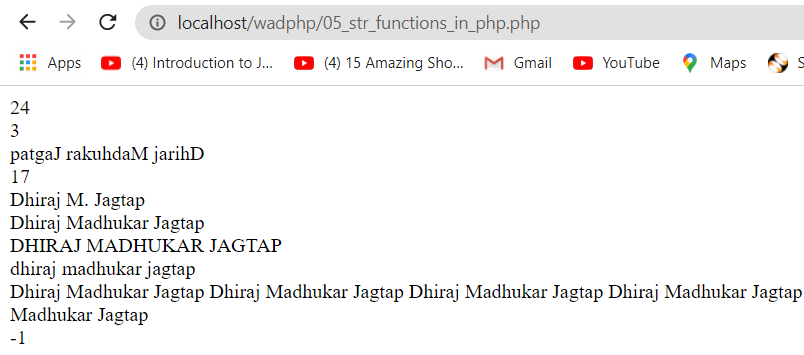 localhost/wadphp/05_str_functions_in_php.php
Apps (4) Introduction to J... (4) 15 Amazing Sho... Gmail YouTube Maps S
24
3
patgaJ rakuhdaM jarihD
17
Dhiraj M. Jagtap
Dhiraj Madhukar Jagtap
DHIRAJ MADHUKAR JAGTAP
dhiraj madhukar jagtap
Dhiraj Madhukar Jagtap Dhiraj Madhukar Jagtap Dhiraj Madhukar Jagtap Dhiraj Madhukar Jagtap
Madhukar Jagtap
-1